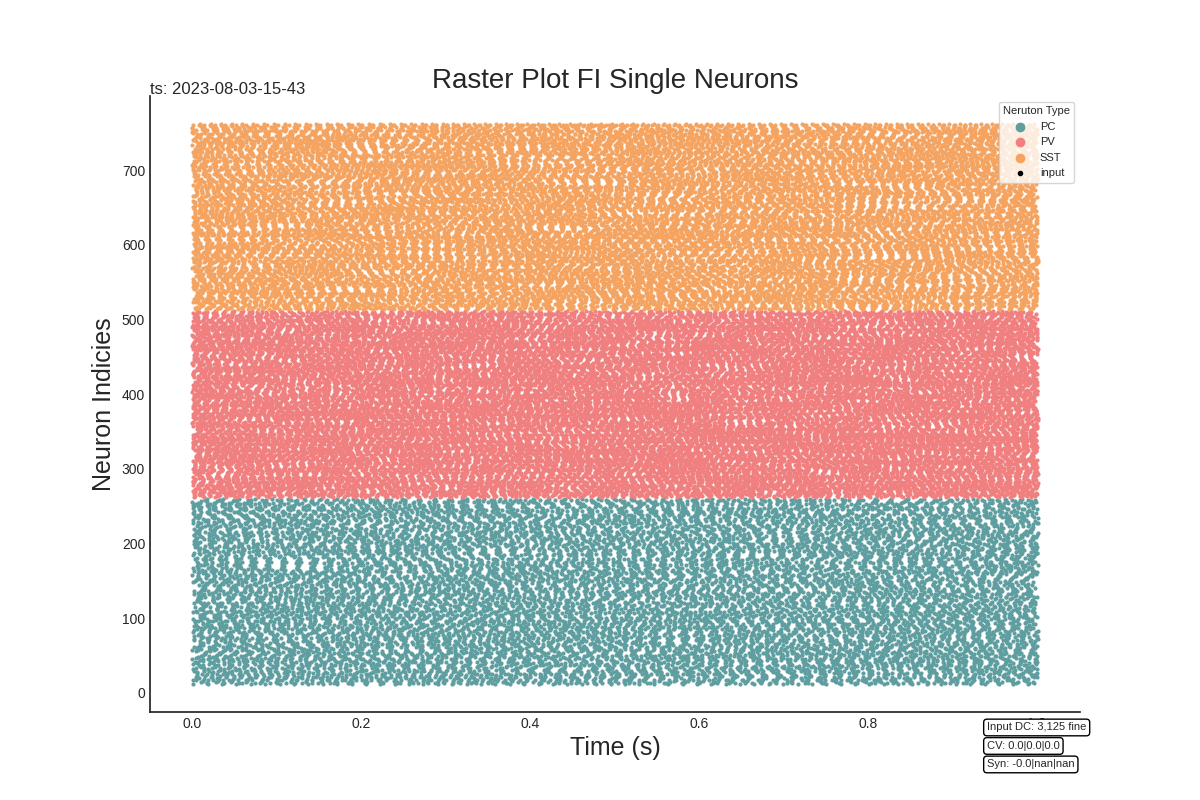 Raster Plot FI Single Neurons
ts: 2023-08-03-15-43
Neruton Type
PC
PV
SST
input
Neuron Indicies
700
600
500
400
300
200
100
0
0.0 0.2 0.4 0.6 0.8
Time (s)
Input DC: 3,125 fine
CV: 0.0|0.0|0.0
Syn: -0.0|nan|nan